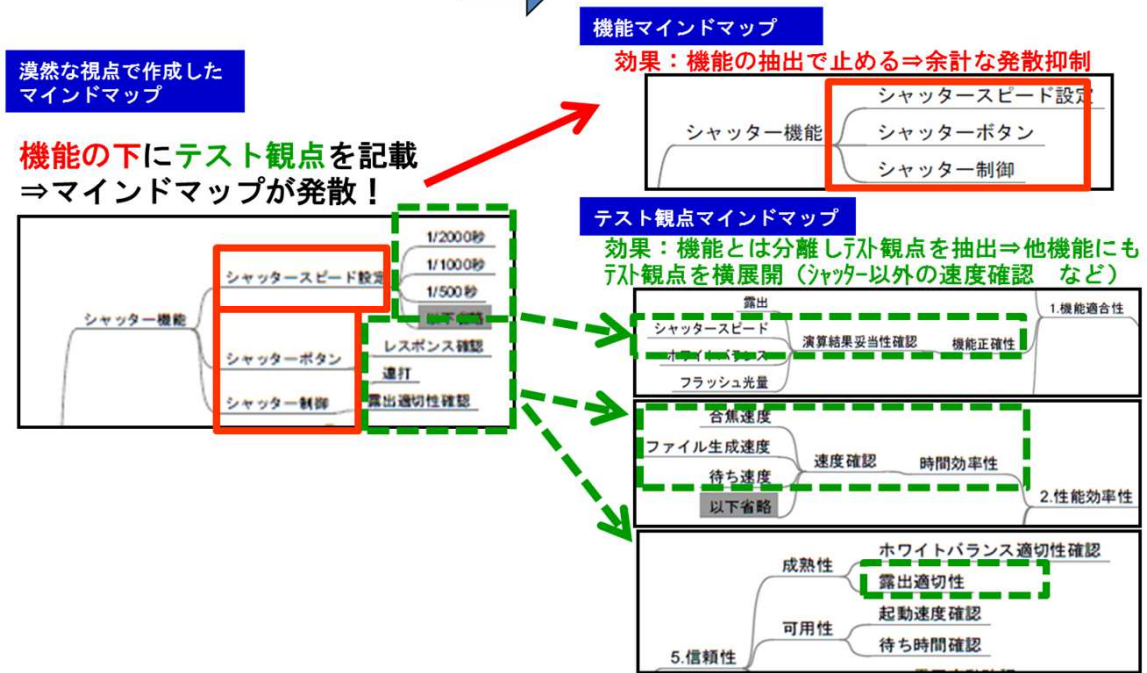 機能マインドマップ
効果：機能の抽出で止める⇒余計な発散抑制
漠然な視点で作成した
マインドマップ
機能の下にテスト観点を記載
⇒マインドマップが発散！
シャッター機能
シャッタースピード設定
シャッターボタン
シャッター制御
テスト観点マインドマップ
効果：機能とは分離しﾃｽﾄ観点を抽出⇒他機能にも
ﾃｽﾄ観点を横展開（ｼｬｯﾀｰ以外の速度確認　など）
シャッター機能
シャッタースピード設定
1/2000秒
1/1000秒
1/500秒
以下省略
シャッターボタン
レスポンス確認
連打
シャッター制御
露出適切性確認
露出
シャッタースピード
ホワイトバランス
フラッシュ光量
演算結果妥当性確認
機能正確性
1.機能適合性
合焦速度
ファイル生成速度
待ち速度
以下省略
速度確認
時間効率性
2.性能効率性
成熟性
ホワイトバランス適切性確認
露出適切性
可用性
起動速度確認
待ち時間確認
5.信頼性